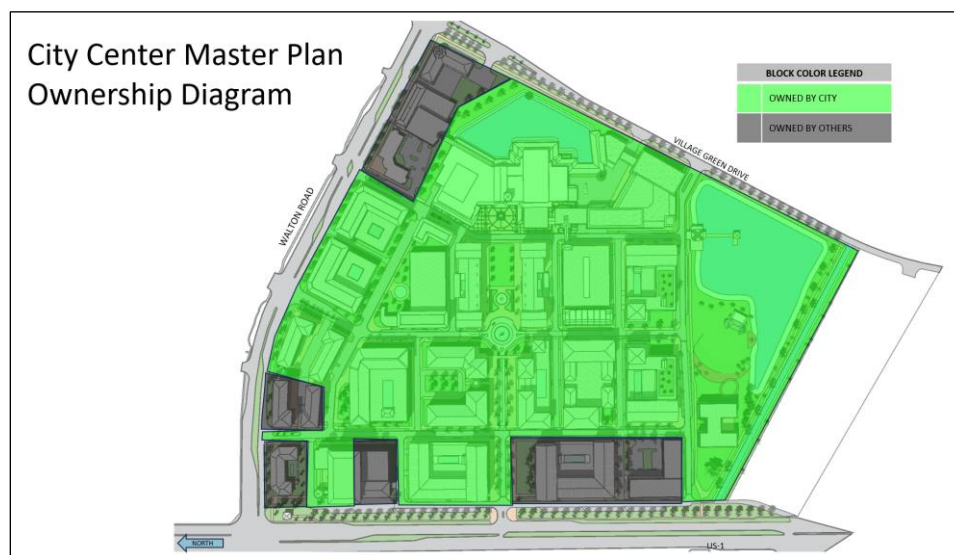 City Center Master Plan
Ownership Diagram
BLOCK COLOR LEGEND
OWNED BY CITY
OWNED BY OTHERS
VILLAGE GREEN DRIVE
WALTON ROAD
NORTH
US-1